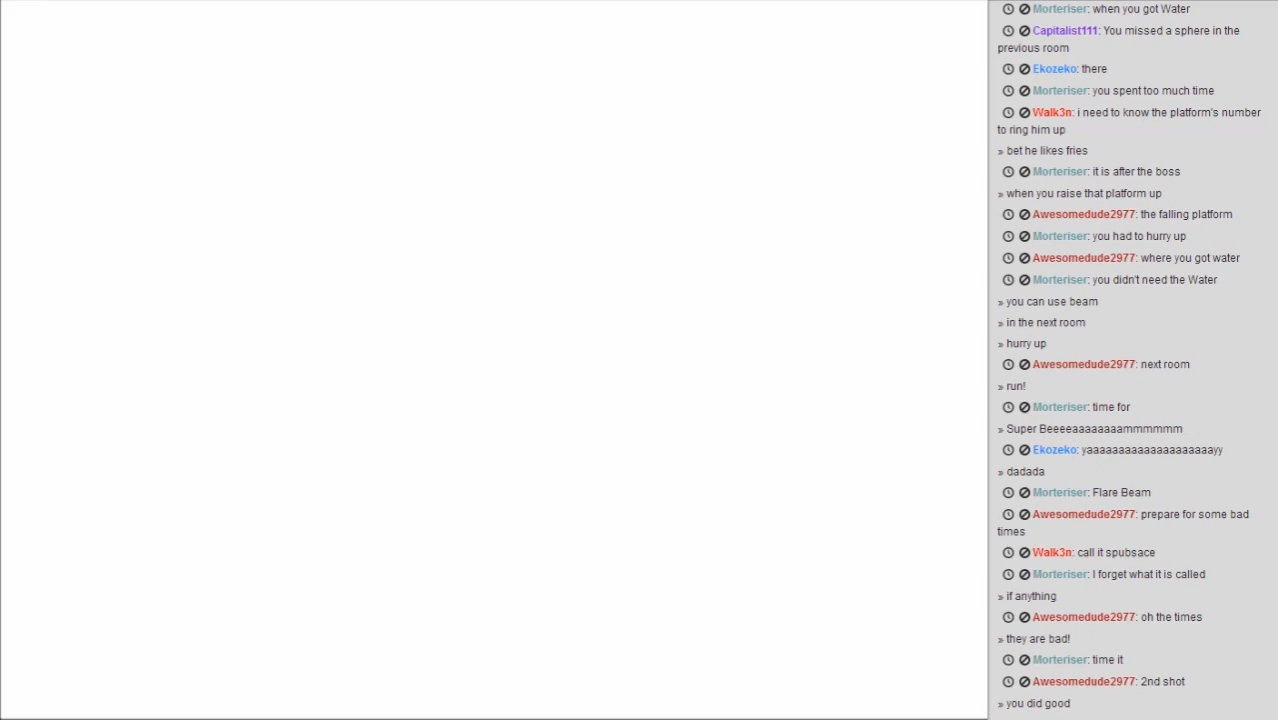 Morteriser: when you got Water
Capitalist111: You missed a sphere in the
previous room
Ekozeko: there
Morteriser: you spent too much time
Walk3n: i need to know the platform's number
to ring him up
» bet he likes fries
Morteriser: it is after the boss
» when you raise that platform up
Awesomedude2977: the falling platform
Morteriser: you had to hurry up
Awesomedude2977: where you got water
Morteriser: you didn't need the Water
» you can use beam
» in the next room
» hurry up
Awesomedude2977: next room
» run!
Morteriser: time for
» Super Beeeeaaaaaaaammmmmm
Ekozeko: yaaaaaaaaaaaaaaaaaaaayy
» dadada
Morteriser: Flare Beam
Awesomedude2977: prepare for some bad
times
Walk3n: call it spubsace
Morteriser: I forget what it is called
» if anything
Awesomedude2977: oh the times
» they are bad!
Morteriser: time it
Awesomedude2977: 2nd shot
» you did good